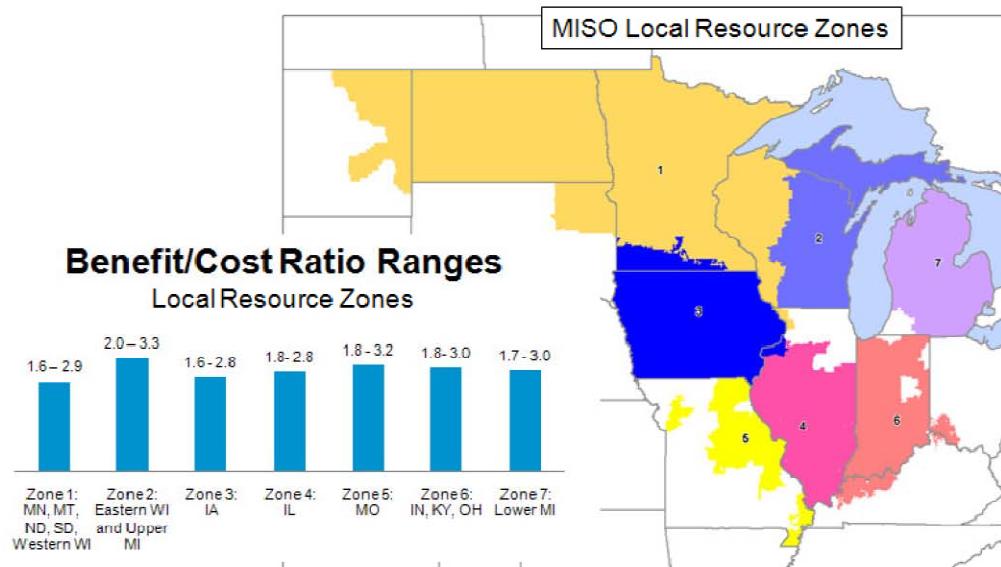 MISO Local Resource Zones
1
2
7
3
4
5
6
Benefit/Cost Ratio Ranges
Local Resource Zones
1.6 – 2.9
2.0 – 3.3
1.6 - 2.8
1.8- 2.8
1.8 - 3.2
1.8- 3.0
1.7 - 3.0
Zone 1:
MN, MT,
ND, SD,
Western WI
Zone 2:
Eastern WI
and Upper
MI
Zone 3:
IA
Zone 4:
IL
Zone 5:
MO
Zone 6:
IN, KY, OH
Zone 7:
Lower MI